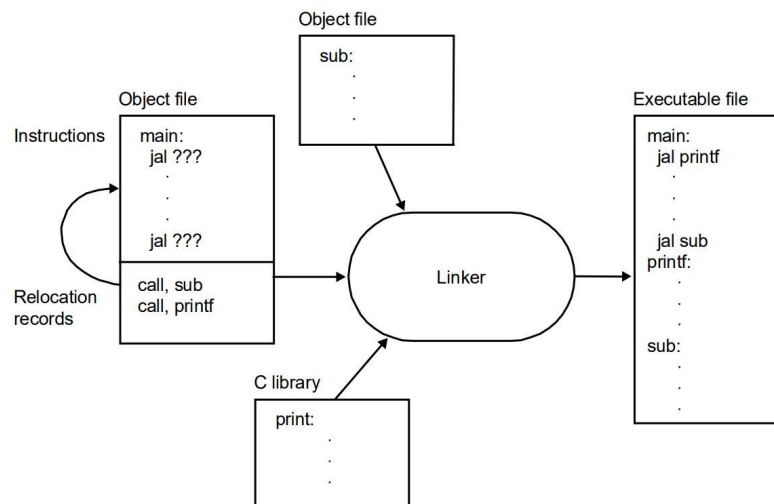 Object file
sub:
.
.
.
Object file
Instructions
main:
jal ???
.
.
.
jal ???
Relocation
records
call, sub
call, printf
Linker
C library
print:
.
.
.
Executable file
main:
jal printf
.
.
.
jal sub
printf:
.
.
.
sub:
.
.
.